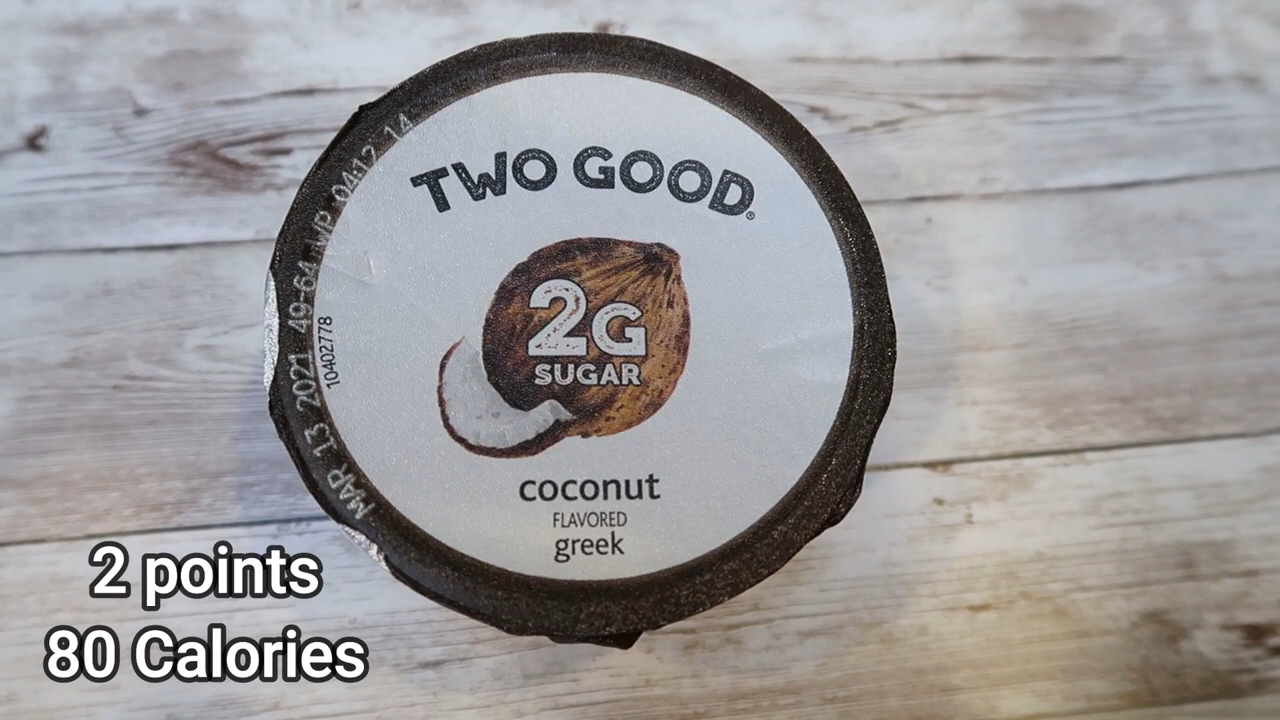 TWO GOOD®
2G
SUGAR
coconut
FLAVORED
greek
MAR 13 2021 49-64 WP 04:12 14
10402778
2 points
80 Calories